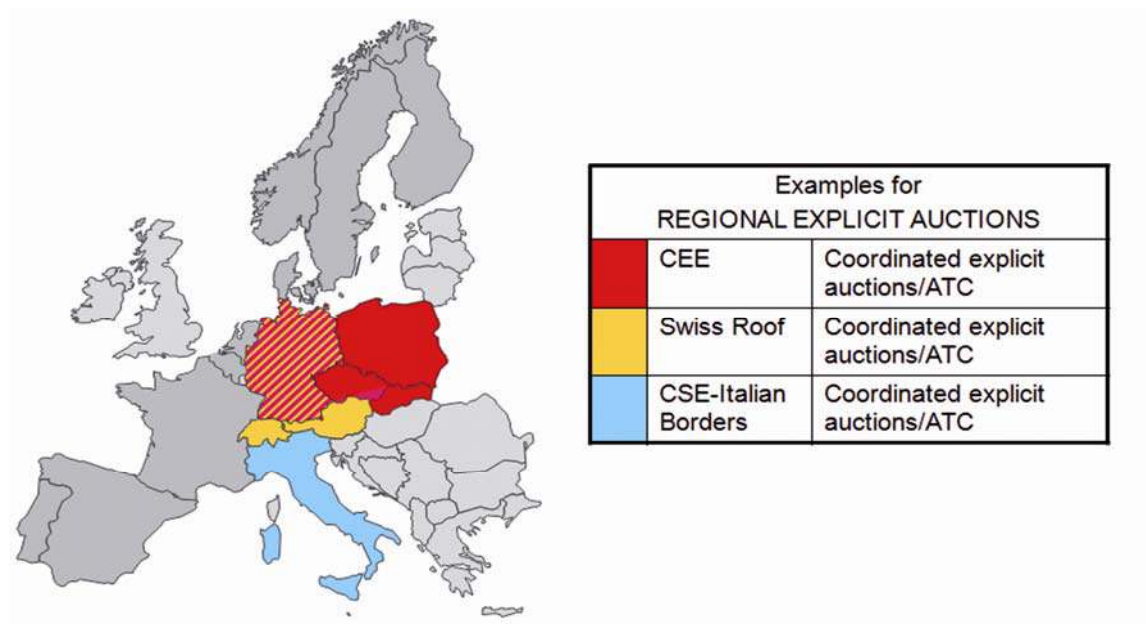 Examples for
REGIONAL EXPLICIT AUCTIONS
CEE
Coordinated explicit
auctions/ATC
Swiss Roof
Coordinated explicit
auctions/ATC
CSE-Italian
Borders
Coordinated explicit
auctions/ATC